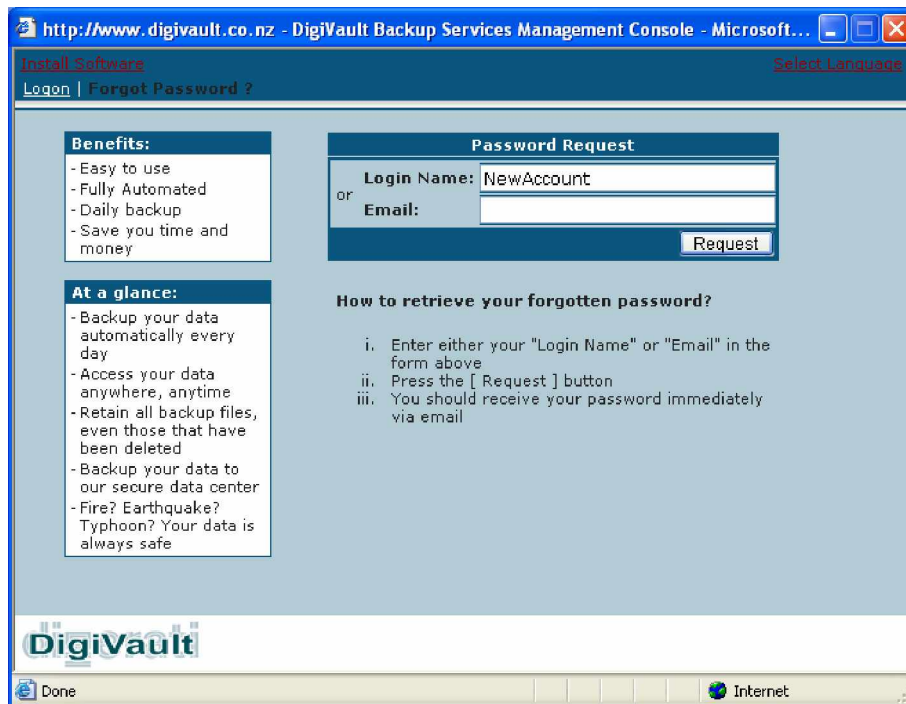 http://www.digivault.co.nz - DigiVault Backup Services Management Console - Microsoft...
Install Software
Select Language
Logon | Forgot Password ?
Benefits:
- Easy to use
- Fully Automated
- Daily backup
- Save you time and
money
At a glance:
- Backup your data
automatically every
day
- Access your data
anywhere, anytime
- Retain all backup files,
even those that have
been deleted
- Backup your data to
our secure data center
- Fire? Earthquake?
Typhoon? Your data is
always safe
Password Request
or
Login Name: NewAccount
Email:
Request
How to retrieve your forgotten password?
i. Enter either your "Login Name" or "Email" in the
form above
ii. Press the [ Request ] button
iii. You should receive your password immediately
via email
DigiVault
Done
Internet